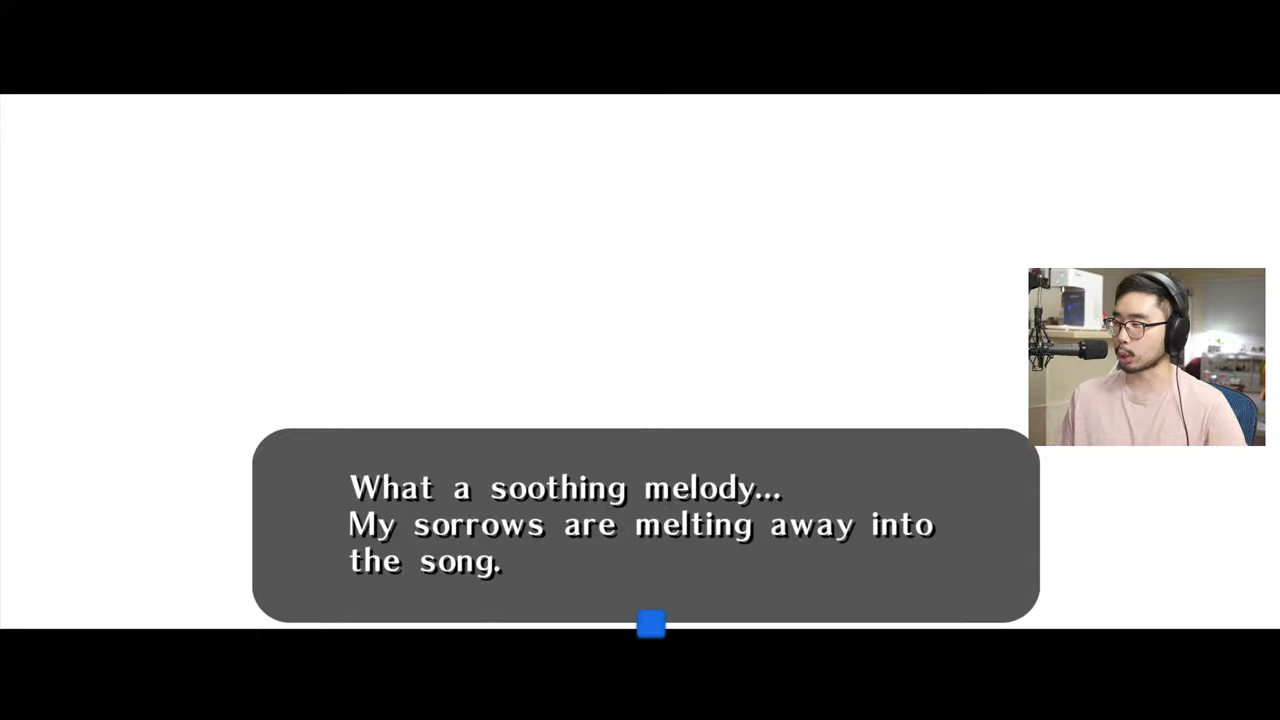 What a soothing melody...
My sorrows are melting away into
the song.